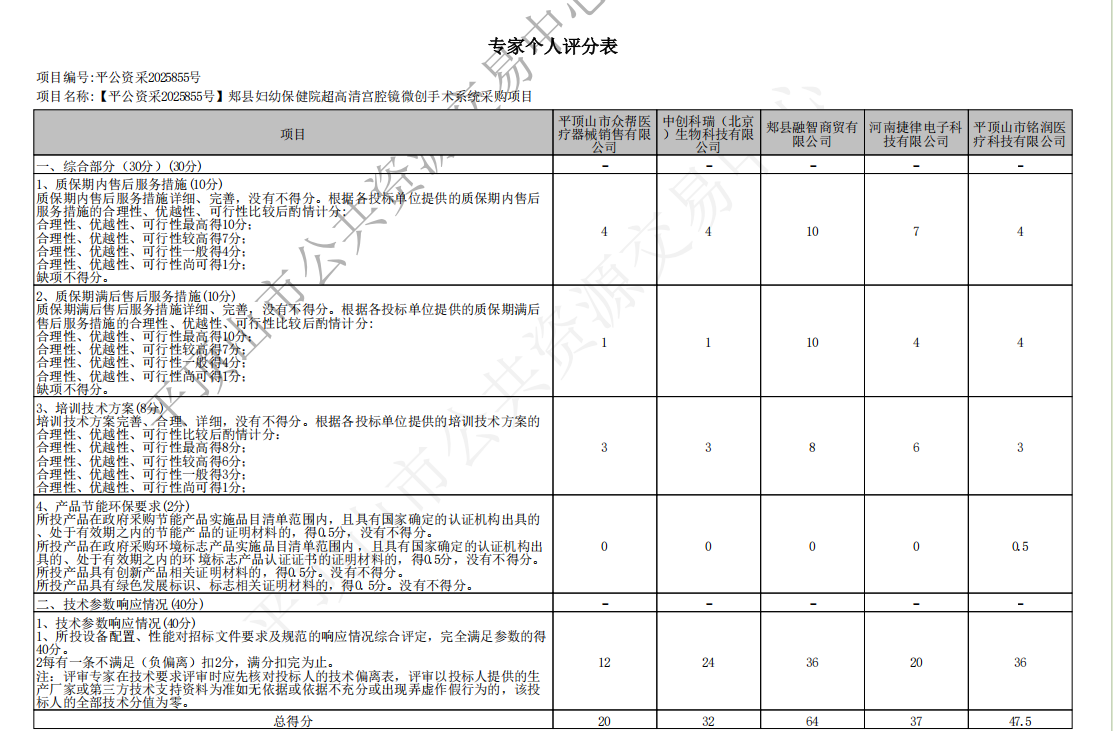 专家个人评分表
项目编号:平公资采2025855号
项目名称:【平公资采2025855号】郏县妇幼保健院超高清宫腔镜微创手术系统采购项目
项目 平顶山市众帮医疗器械销售有限公司 中创科瑞（北京）生物科技有限公司 郏县融智商贸有限公司 河南捷律电子科技有限公司 平顶山市铭润医疗科技有限公司
一、综合部分（30分）(30分) - - - - -
1、质保期内售后服务措施(10分)
质保期内售后服务措施详细、完善，没有不得分。根据各投标单位提供的质保期内售后
服务措施的合理性、优越性、可行性比较后酌情计分:
合理性、优越性、可行性最高得10分;
合理性、优越性、可行性较高得7分;
合理性、优越性、可行性一般得4分;
合理性、优越性、可行性尚可得1分;
缺项不得分。
4 4 10 7 4
2、质保期满后售后服务措施(10分)
质保期满后售后服务措施详细、完善，没有不得分。根据各投标单位提供的质保期满后
售后服务措施的合理性、优越性、可行性比较后酌情计分:
合理性、优越性、可行性最高得10分;
合理性、优越性、可行性较高得7分;
合理性、优越性、可行性一般得4分;
合理性、优越性、可行性尚可得1分;
缺项不得分。
1 1 10 4 4
3、培训技术方案(8分)
培训技术方案完善、合理、详细，没有不得分。根据各投标单位提供的培训技术方案的
合理性、优越性、可行性比较后酌情计分:
合理性、优越性、可行性最高得8分;
合理性、优越性、可行性较高得6分;
合理性、优越性、可行性一般得3分;
合理性、优越性、可行性尚可得1分;
3 3 8 6 3
4、产品节能环保要求(2分)
所投产品在政府采购节能产品实施品目清单范围内，且具有国家确定的认证机构出具的
、处于有效期之内的节能产品的证明材料的，得0.5分，没有不得分。
所投产品在政府采购环境标志产品实施品目清单范围内，且具有国家确定的认证机构出
具的、处于有效期之内的环境标志产品认证证书的证明材料的，得0.5分，没有不得分。
所投产品具有创新产品相关证明材料的，得0.5分。没有不得分。
所投产品具有绿色发展标识、标志相关证明材料的，得0.5分。没有不得分。
0 0 0 0 0.5
二、技术参数响应情况(40分) - - - - -
1、技术参数响应情况(40分)
1、所投设备配置、性能对招标文件要求及规范的响应情况综合评定，完全满足参数的得
40分。
2每有一条不满足（负偏离）扣2分，满分扣完为止。
注：评审专家在技术要求评审时应先核对投标人的技术偏离表，评审以投标人提供的生
产厂家或第三方技术支持资料为准如无依据或依据不充分或出现弄虚作假行为的，该投
标人的全部技术分值为零。
12 24 36 20 36
总得分 20 32 64 37 47.5
平顶山市公共资源交易中心
平顶山市公共资源交易中心